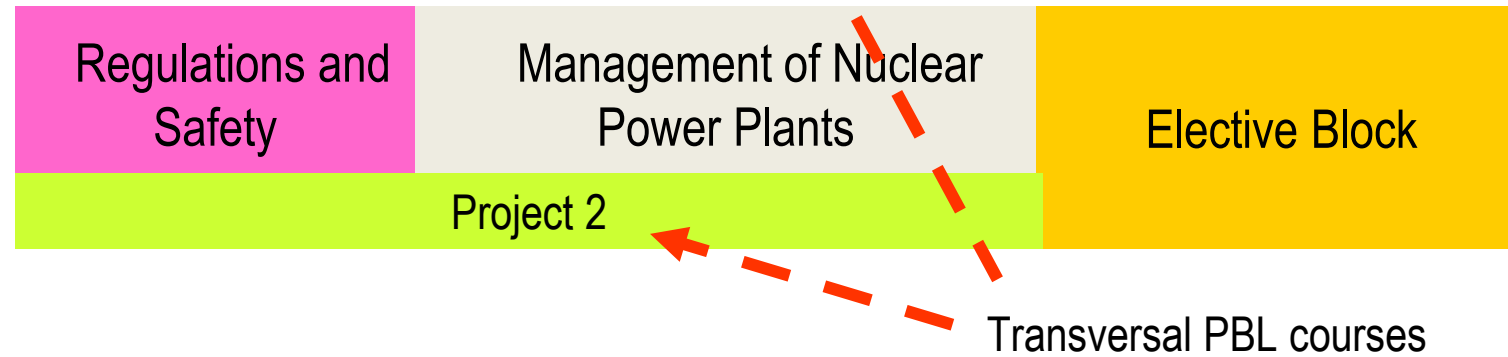 Regulations and
Safety
Management of Nuclear
Power Plants
Elective Block
Project 2
Transversal PBL courses